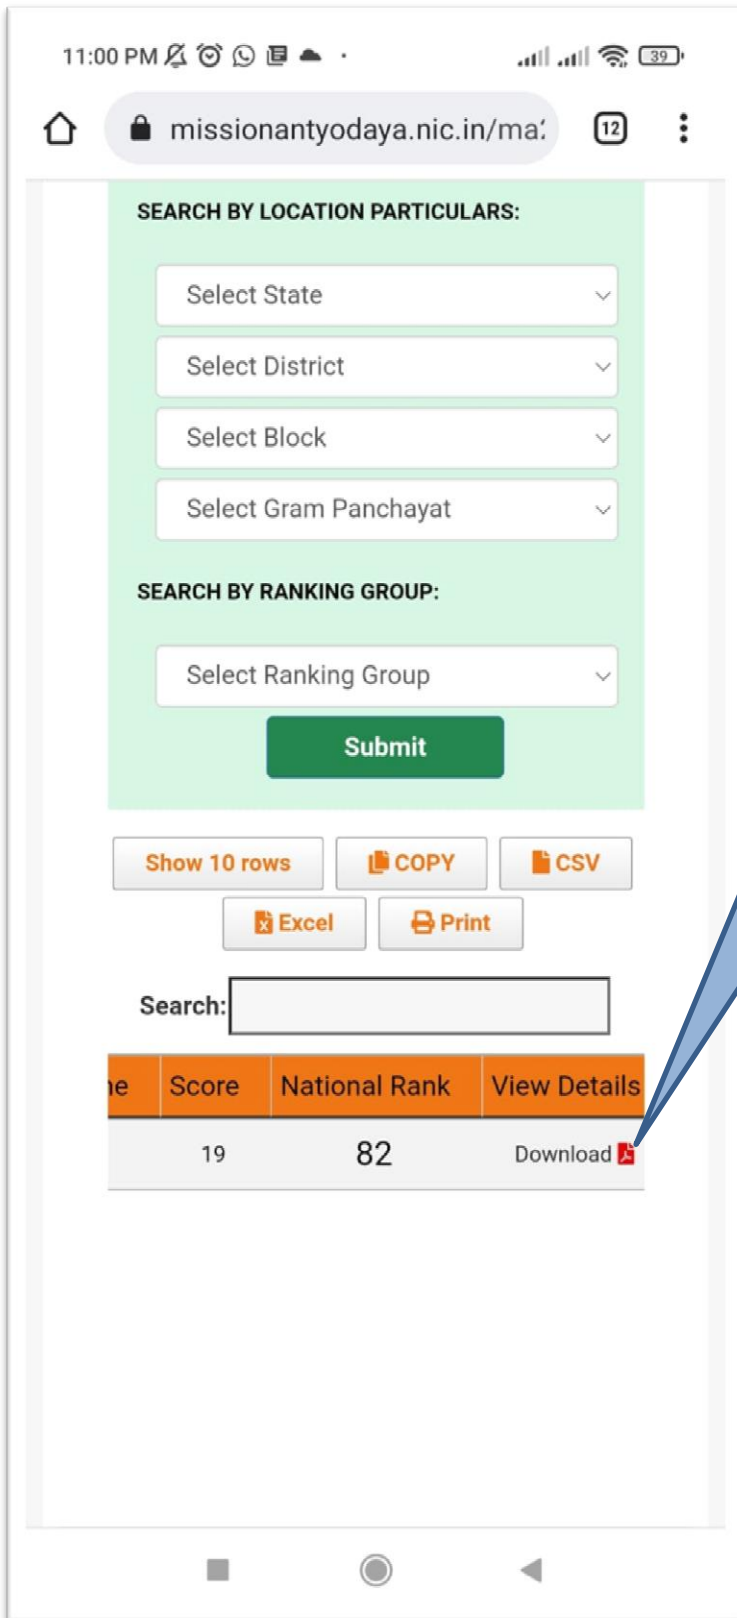 11:00 PM
39
missionantyodaya.nic.in/ma2
12
SEARCH BY LOCATION PARTICULARS:
Select State
Select District
Select Block
Select Gram Panchayat
SEARCH BY RANKING GROUP:
Select Ranking Group
Submit
Show 10 rows COPY CSV
Excel Print
Search:
ne Score National Rank View Details
19 82 Download